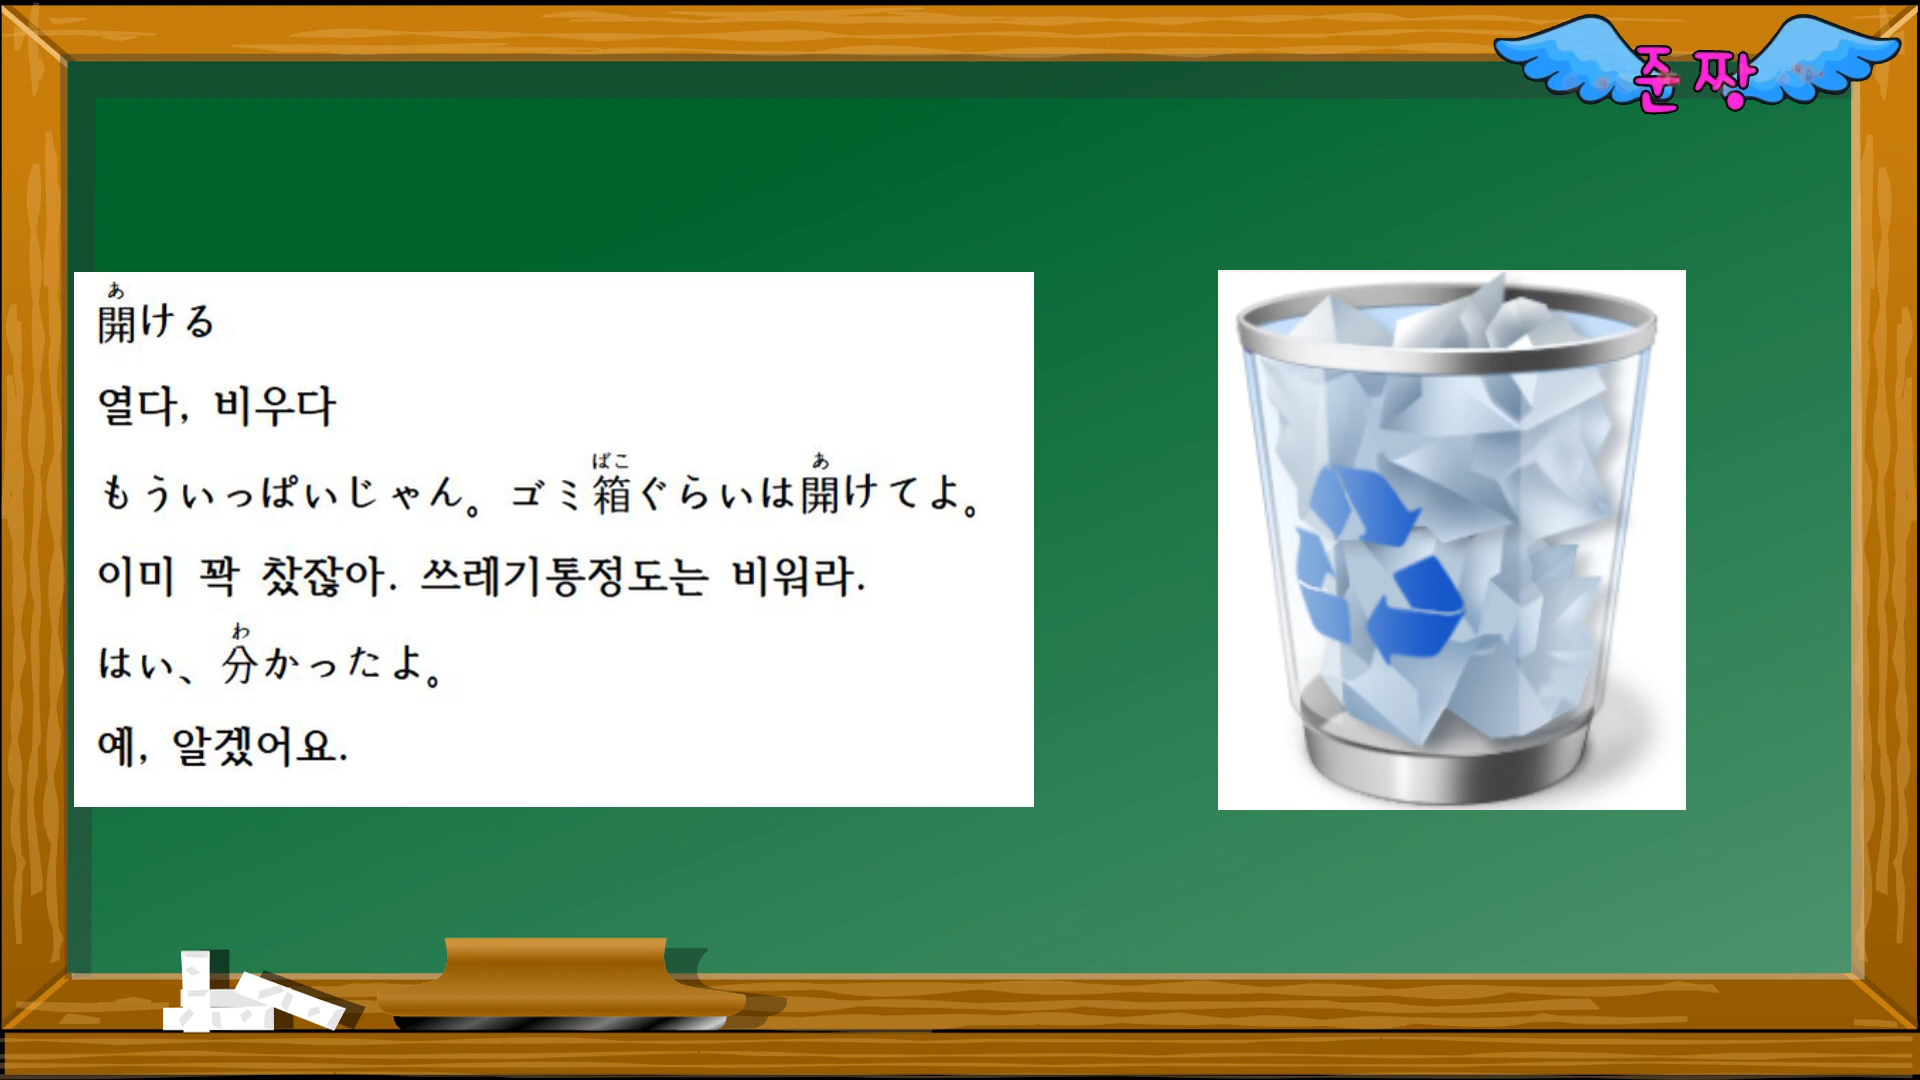 준짱
あ
開ける
열다, 비우다
ばこ あ
もういっぱいじゃん。ゴミ箱ぐらいは開けてよ。
이미 꽉 찼잖아. 쓰레기통정도는 비워라.
わ
はい、分かったよ。
예, 알겠어요.